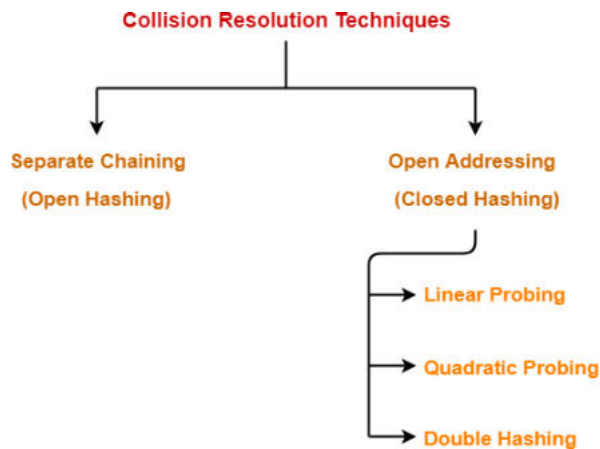 Collision Resolution Techniques
Separate Chaining
(Open Hashing)
Open Addressing
(Closed Hashing)
Linear Probing
Quadratic Probing
Double Hashing